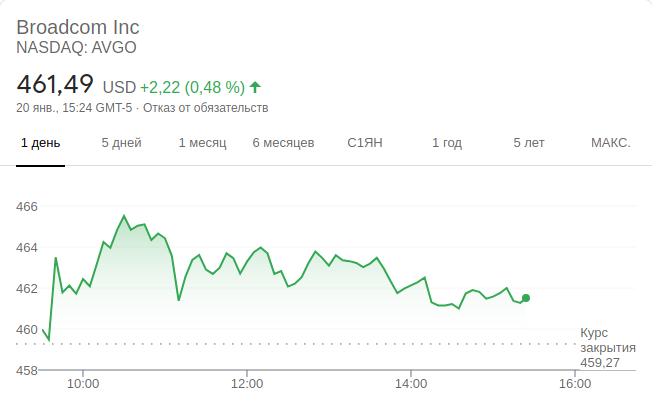 Broadcom Inc
NASDAQ: AVGO
461,49 USD +2,22 (0,48 %)
20 янв., 15:24 GMT-5 · Отказ от обязательств
1 день 5 дней 1 месяц 6 месяцев С1ЯН 1 год 5 лет МАКС.
466
464
462
460
Курс
закрытия
459,27
458
10:00 12:00 14:00 16:00